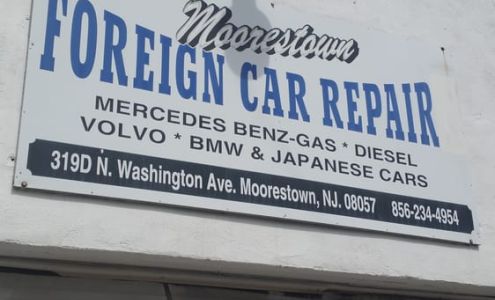 Moorestown
FOREIGN CAR REPAIR
MERCEDES BENZ-GAS * DIESEL
VOLVO * BMW & JAPANESE CARS
319D N. Washington Ave. Moorestown, NJ. 08057 856-234-4954